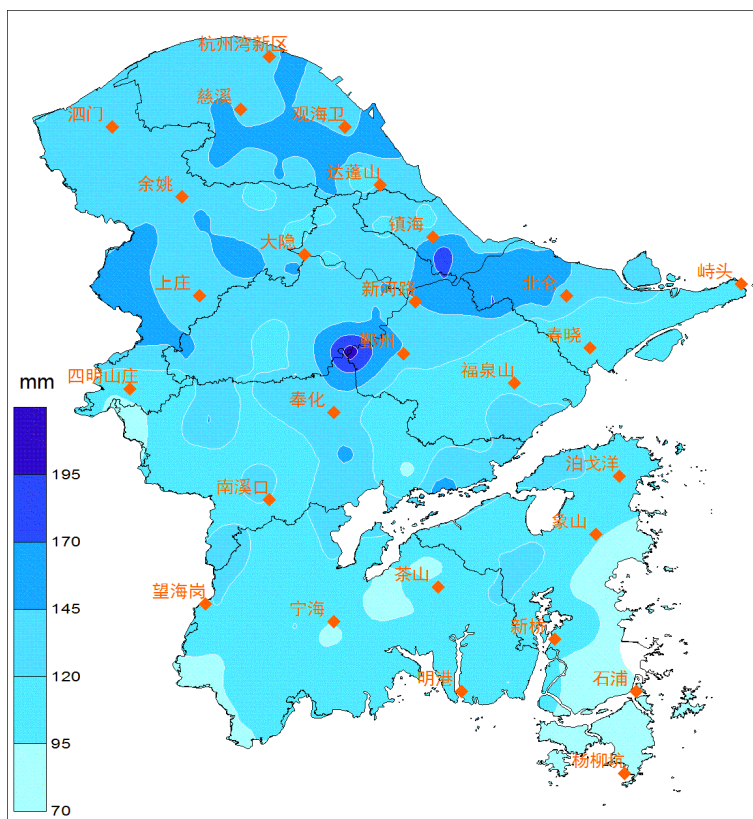 杭州湾新区
慈溪
泗门
观海卫
达蓬山
余姚
镇海
大隐
峙头
上庄
新河路
北仑
鄞州
春晓
四明山庄
福泉山
mm
奉化
195
泊戈洋
南溪口
170
象山
茶山
望海岗
宁海
145
新杨
120
明港
石浦
95
杨柳坑
70